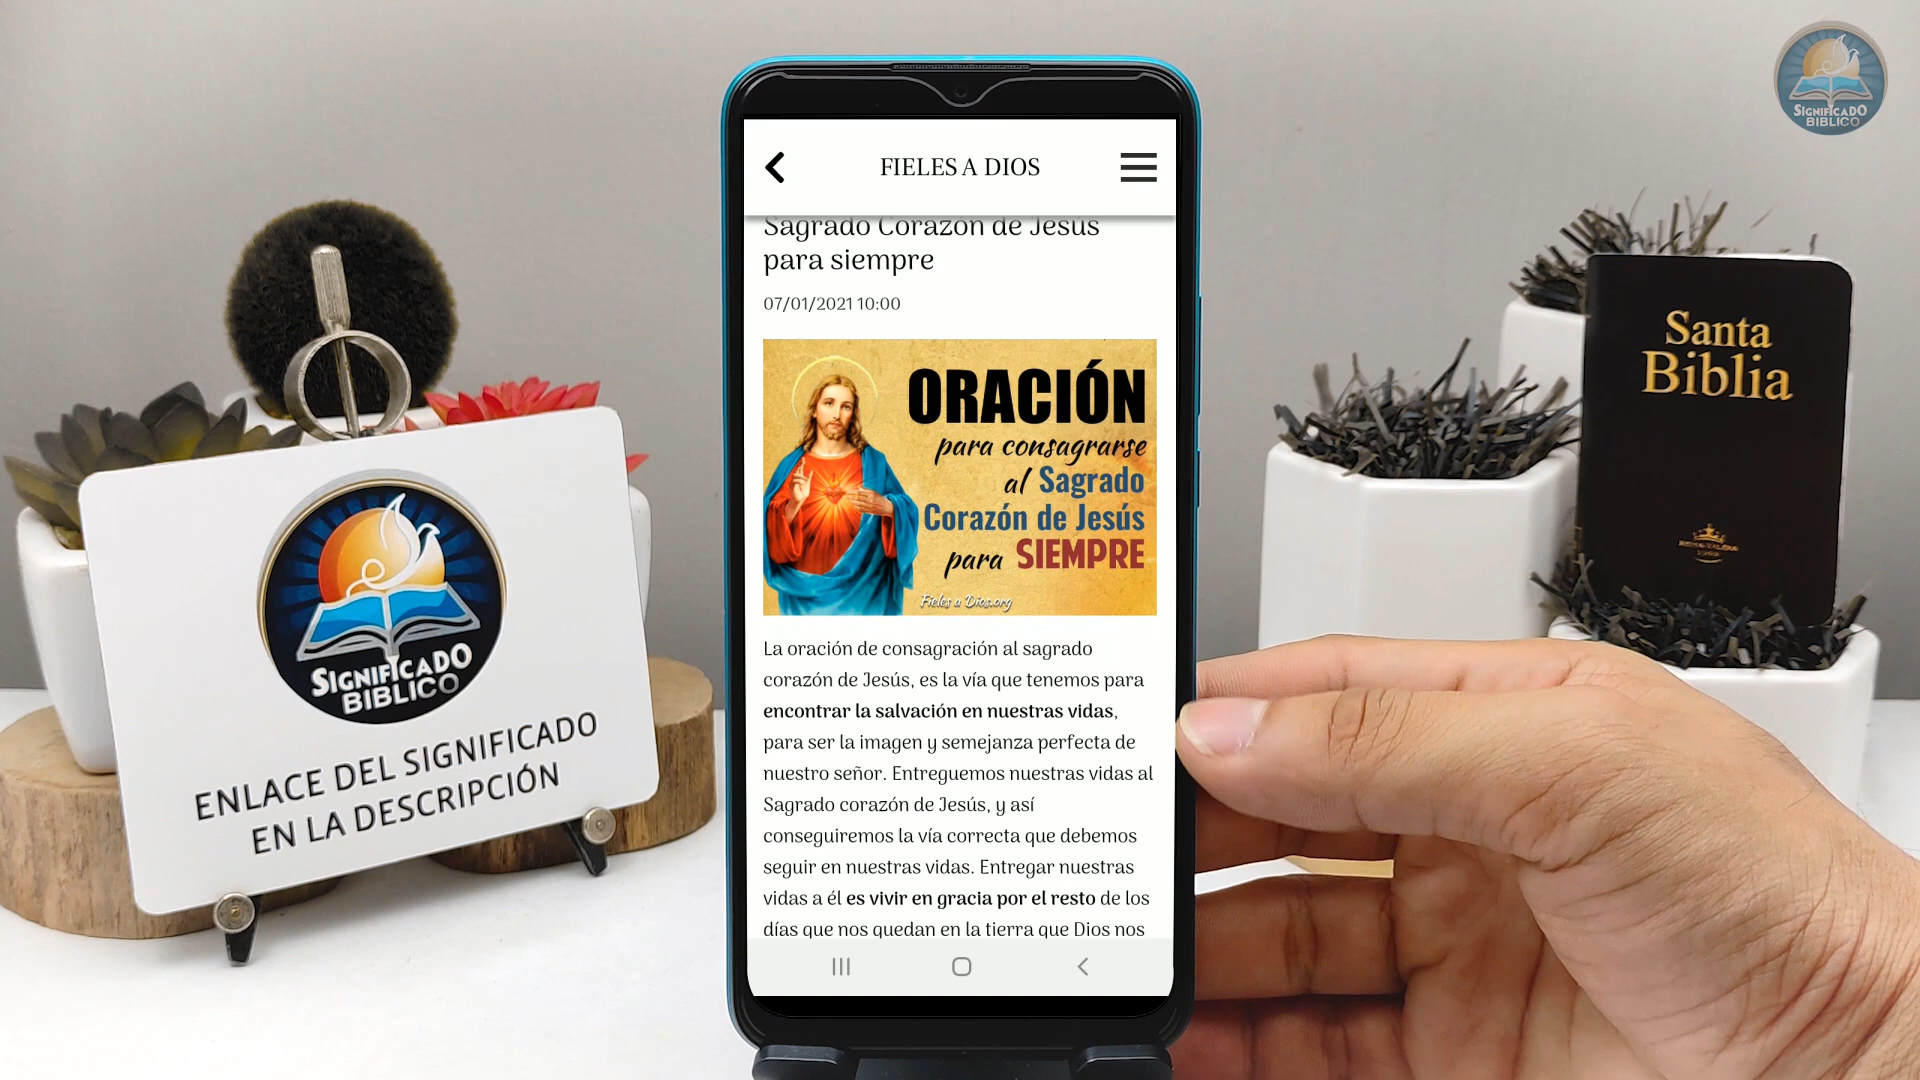 SIGNIFICADO
BIBLICO
FIELES A DIOS
Sagrado Corazón de Jesús
para siempre
07/01/2021 10:00
ORACIÓN
para consagrarse
al Sagrado
Corazón de Jesús
para SIEMPRE
Fieles a Dios.org
La oración de consagración al sagrado
corazón de Jesús, es la vía que tenemos para
encontrar la salvación en nuestras vidas,
para ser la imagen y semejanza perfecta de
nuestro señor. Entreguemos nuestras vidas al
Sagrado corazón de Jesús, y así
conseguiremos la vía correcta que debemos
seguir en nuestras vidas. Entregar nuestras
vidas a él es vivir en gracia por el resto de los
días que nos quedan en la tierra que Dios nos
SIGNIFICADO
BIBLICO
ENLACE DEL SIGNIFICADO
EN LA DESCRIPCIÓN
Santa
Biblia
REINA-VALERA
1960